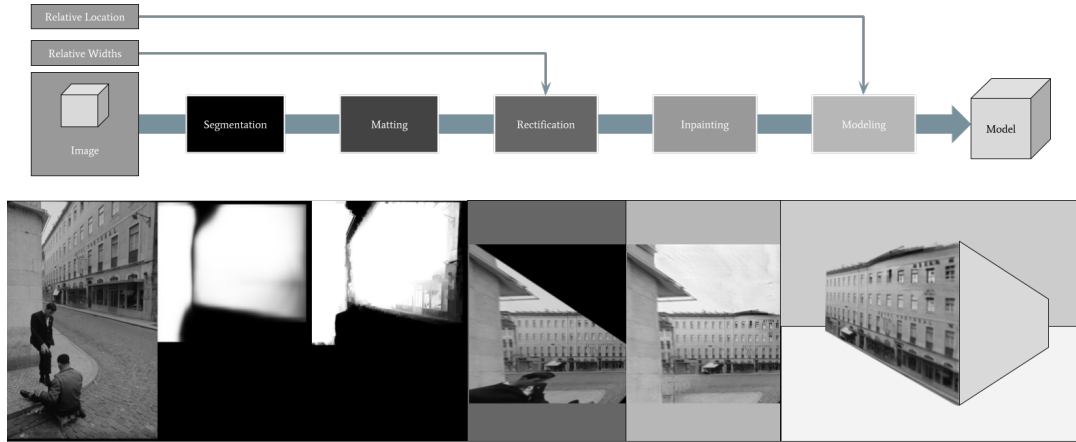 Relative Location
Relative Widths
Image
Segmentation
Matting
Rectification
Inpainting
Modeling
Model